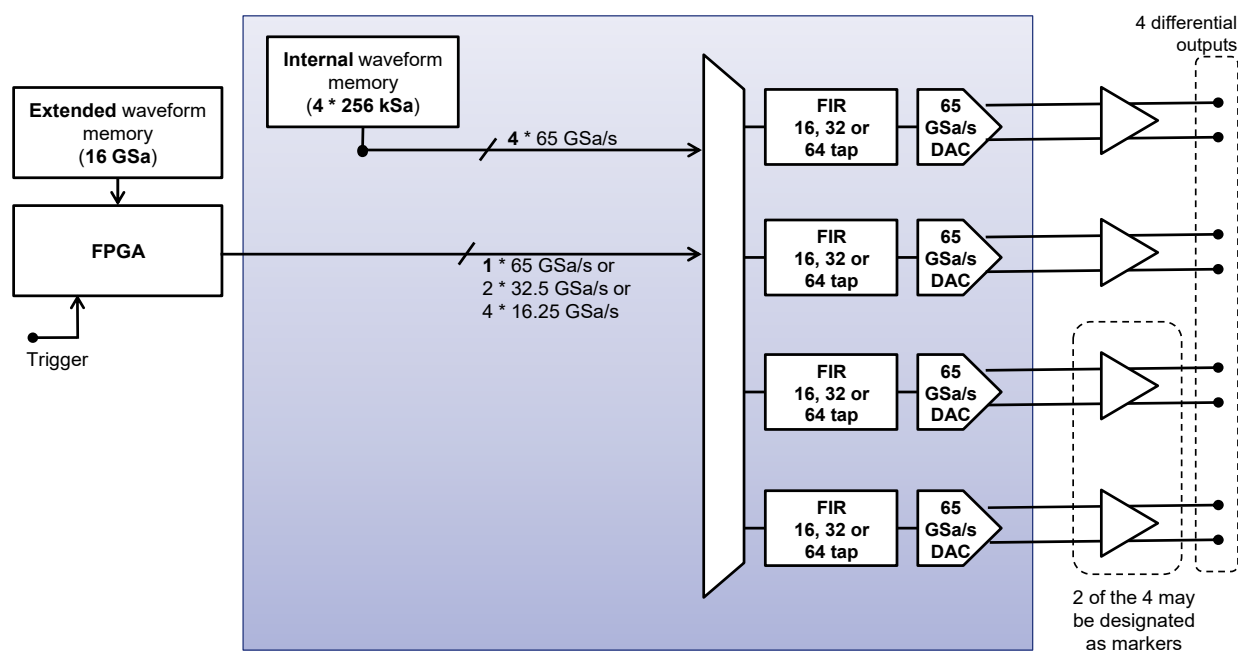 4 differential
outputs
Internal waveform
memory
(4 * 256 kSa)
Extended waveform
memory
(16 GSa)
FPGA
Trigger
4 * 65 GSa/s
1 * 65 GSa/s or
2 * 32.5 GSa/s or
4 * 16.25 GSa/s
FIR
16, 32 or
64 tap
65
GSa/s
DAC
FIR
16, 32 or
64 tap
65
GSa/s
DAC
FIR
16, 32 or
64 tap
65
GSa/s
DAC
FIR
16, 32 or
64 tap
65
GSa/s
DAC
2 of the 4 may
be designated
as markers